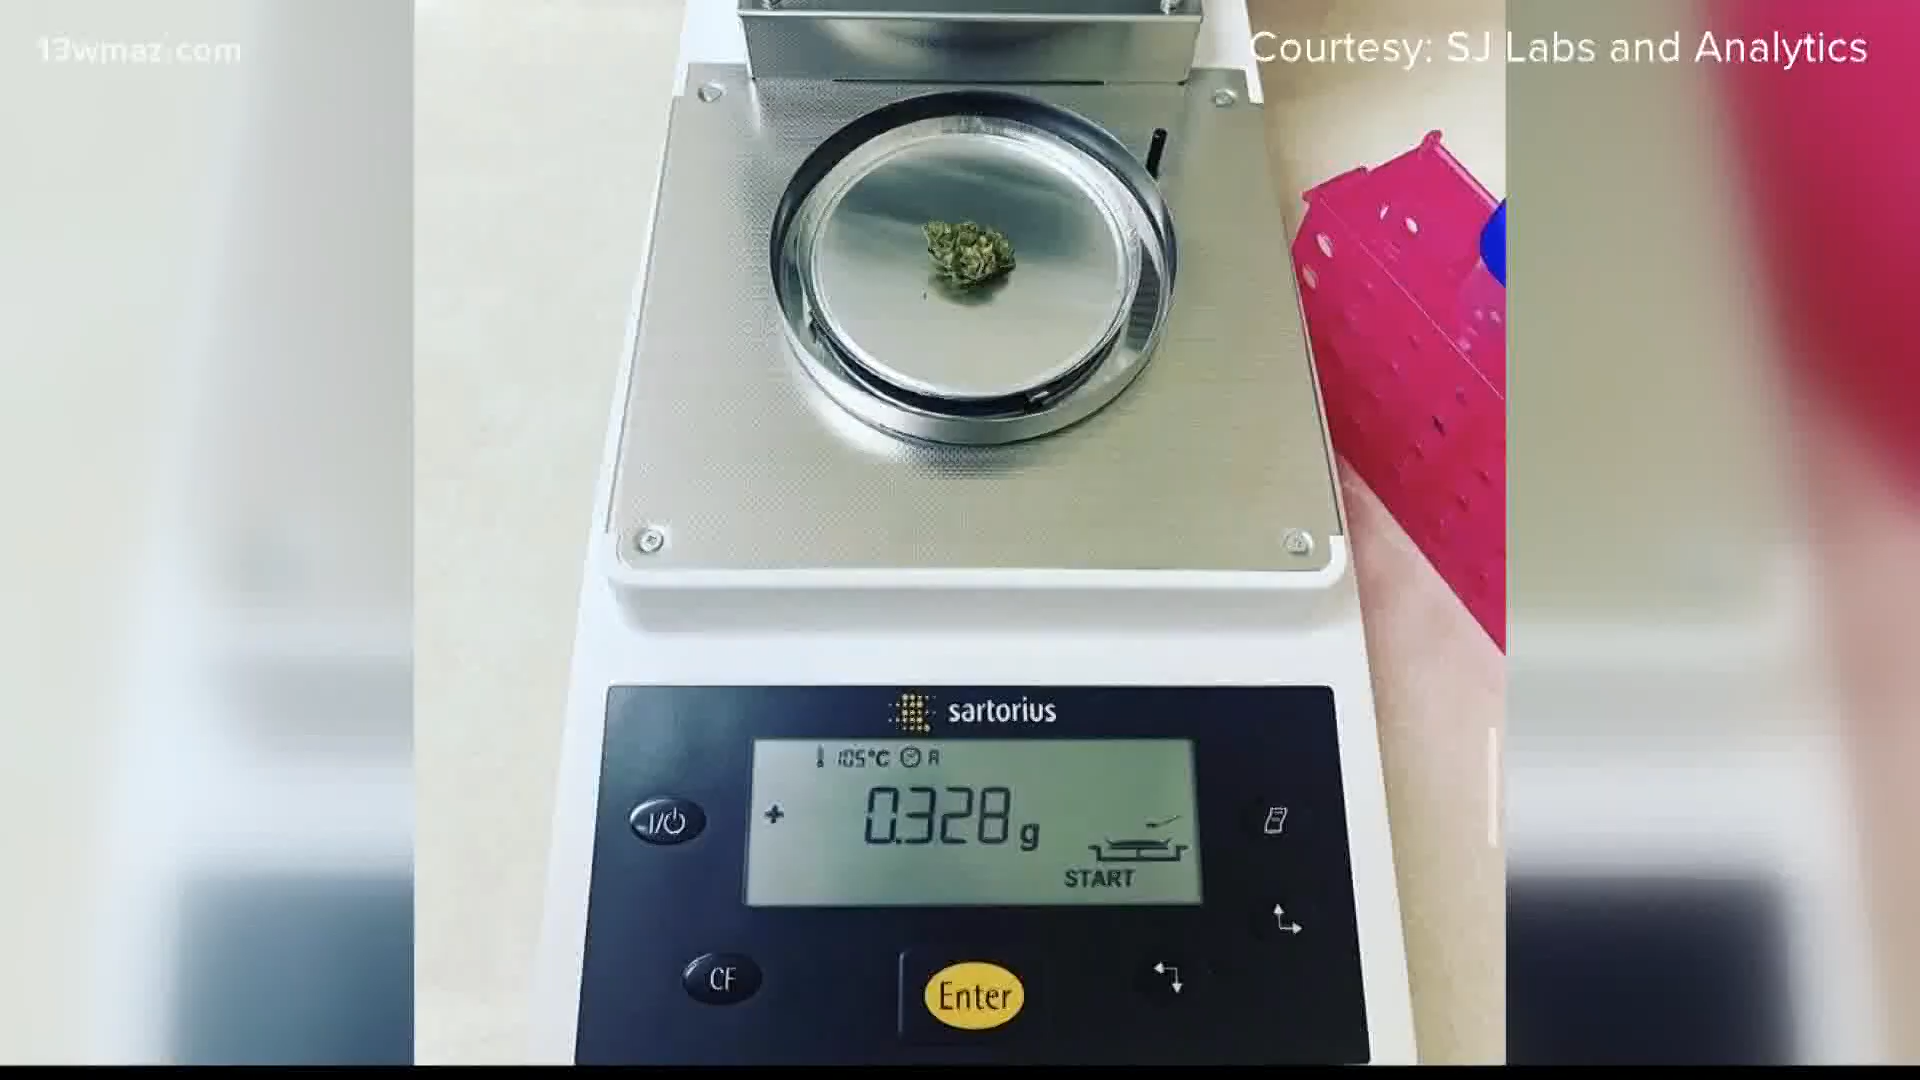 13wmaz.com
Courtesy: SJ Labs and Analytics
sartorius
105°C A
+ 0.328 g
START
I/
CF
Enter